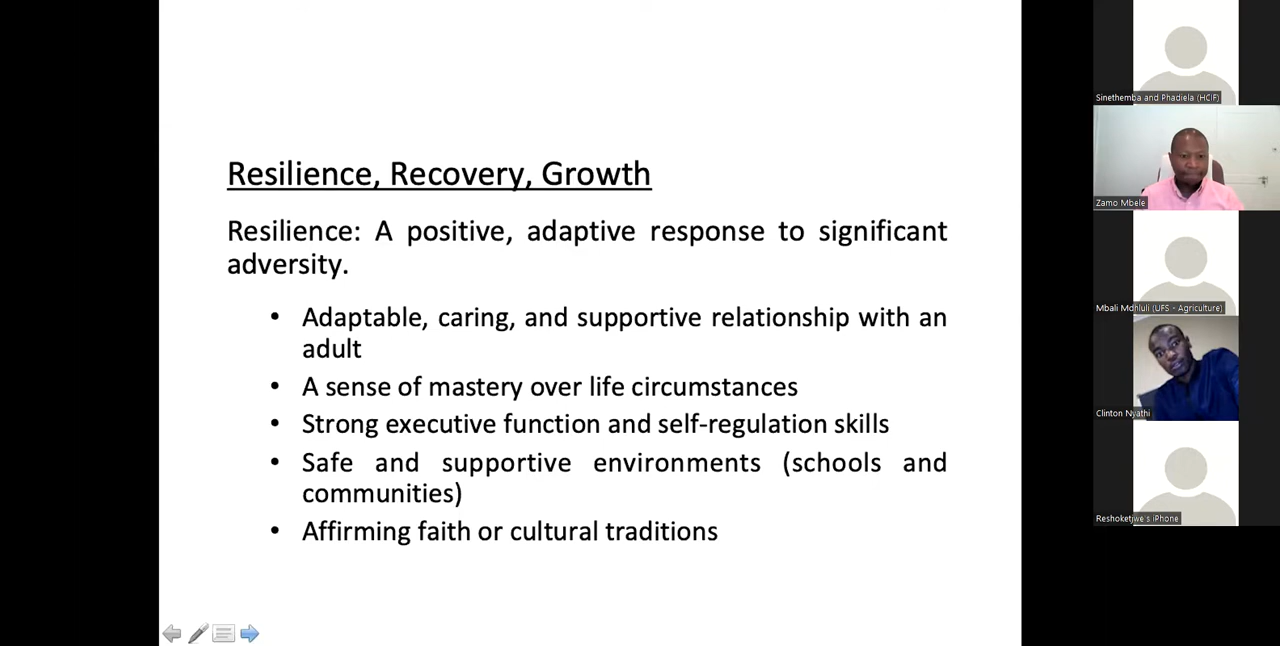 Resilience, Recovery, Growth
Resilience: A positive, adaptive response to significant
adversity.
• Adaptable, caring, and supportive relationship with an
adult
• A sense of mastery over life circumstances
• Strong executive function and self-regulation skills
• Safe and supportive environments (schools and
communities)
• Affirming faith or cultural traditions
Sinethemba and Phadiela (HCIF)
Zamo Mbele
Mbali Mdhluli (UFS - Agriculture)
Clinton Nyathi
Reshoketjwe's iPhone